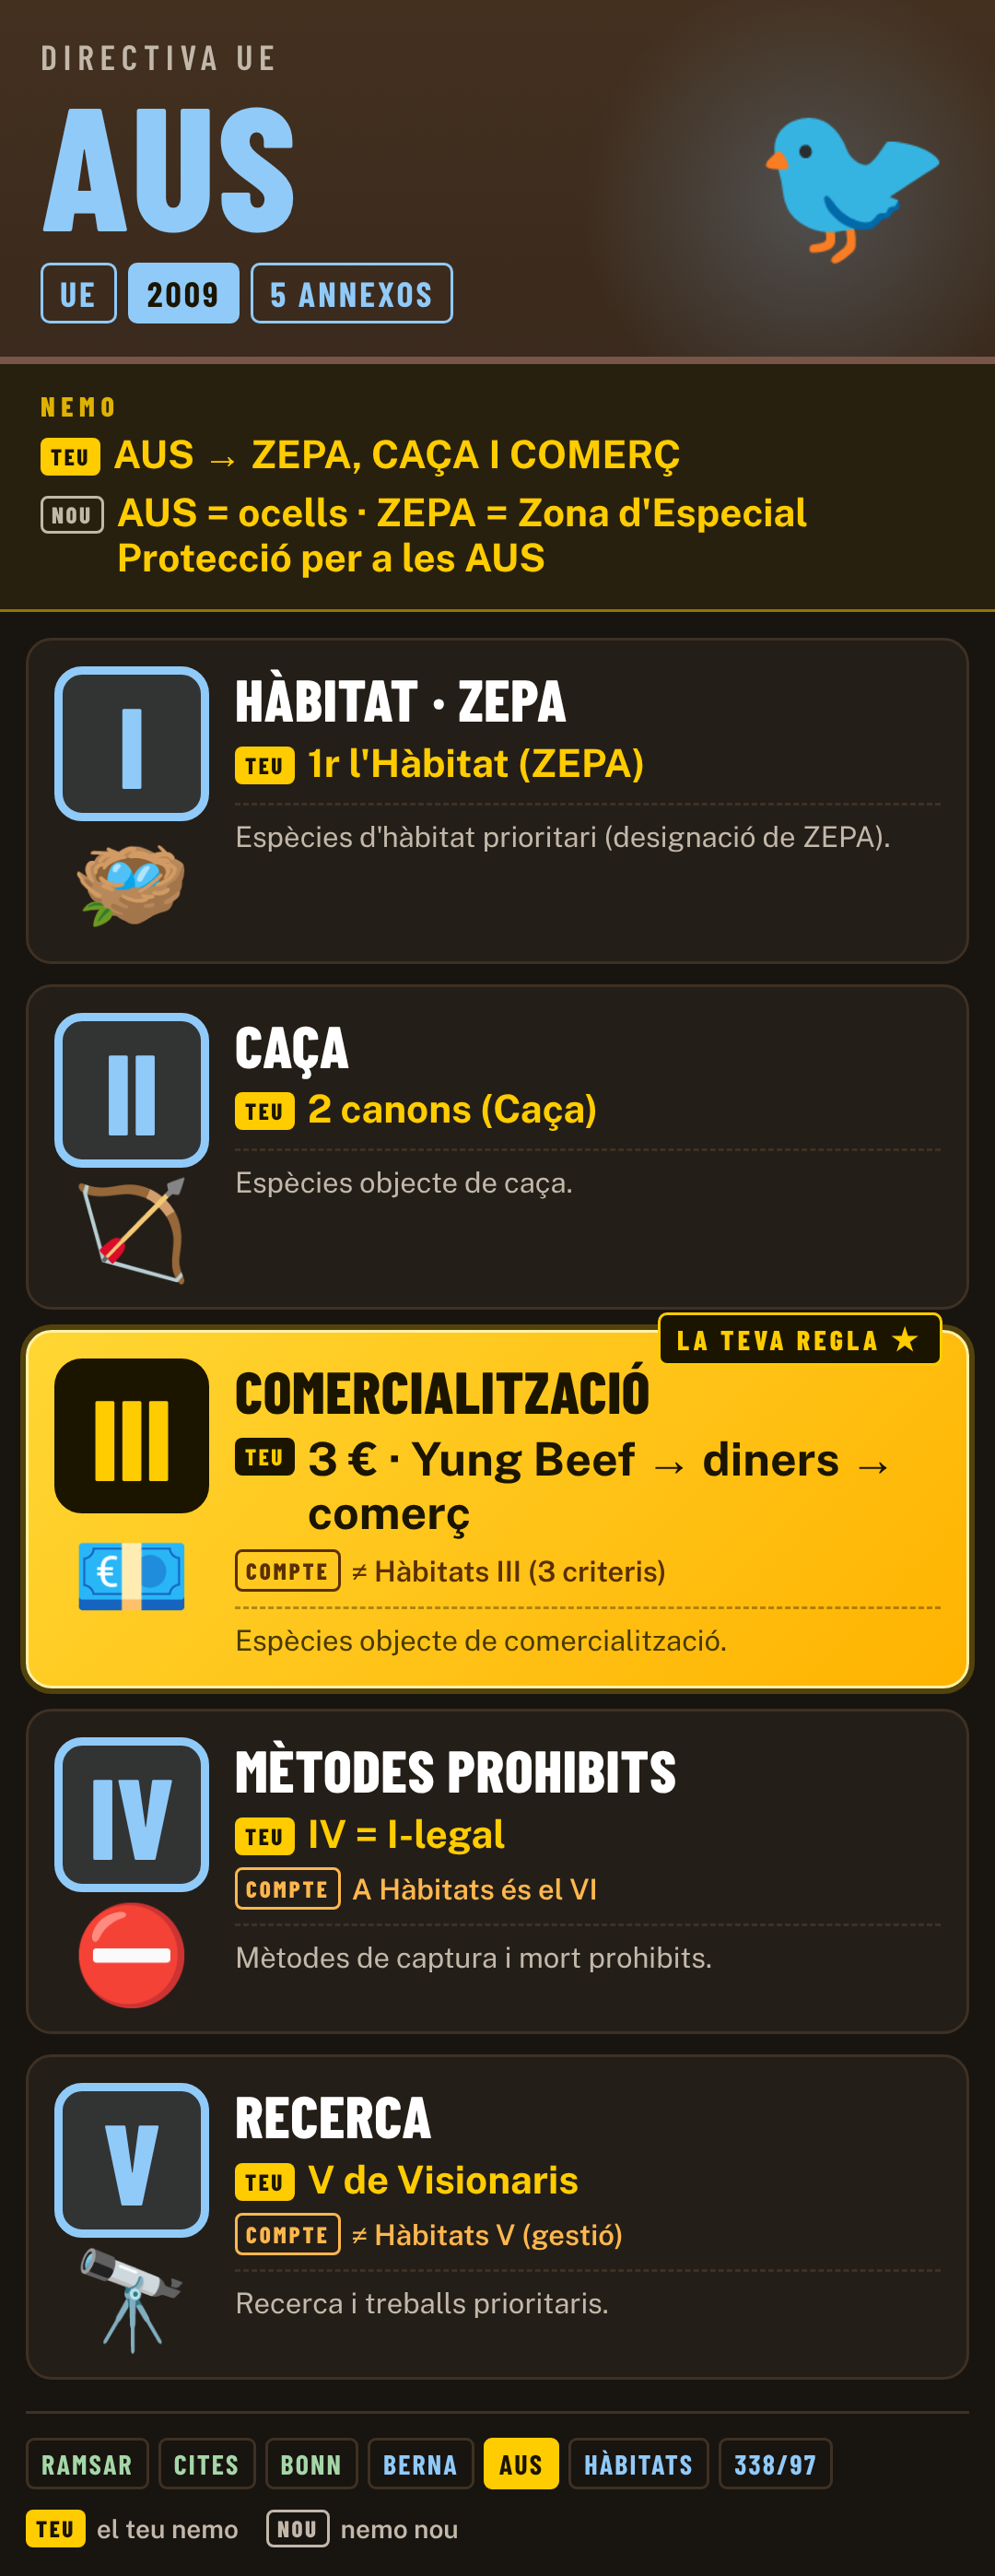 DIRECTIVA UE
AUS
UE 2009 5 ANNEXOS
NEMO
TEU AUS → ZEPA, CAÇA I COMERÇ
NOU AUS = ocells · ZEPA = Zona d'Especial
Protecció per a les AUS
I HÀBITAT · ZEPA
TEU 1r l'Hàbitat (ZEPA)
Espècies d'hàbitat prioritari (designació de ZEPA).
II CAÇA
TEU 2 canons (Caça)
Espècies objecte de caça.
LA TEVA REGLA ★
III COMERCIALITZACIÓ
TEU 3 € · Yung Beef → diners →
comerç
COMPTE ≠ Hàbitats III (3 criteris)
Espècies objecte de comercialització.
IV MÈTODES PROHIBITS
TEU IV = I-legal
COMPTE A Hàbitats és el VI
Mètodes de captura i mort prohibits.
V RECERCA
TEU V de Visionaris
COMPTE ≠ Hàbitats V (gestió)
Recerca i treballs prioritaris.
RAMSAR CITES BONN BERNA AUS HÀBITATS 338/97
TEU el teu nemo NOU nemo nou